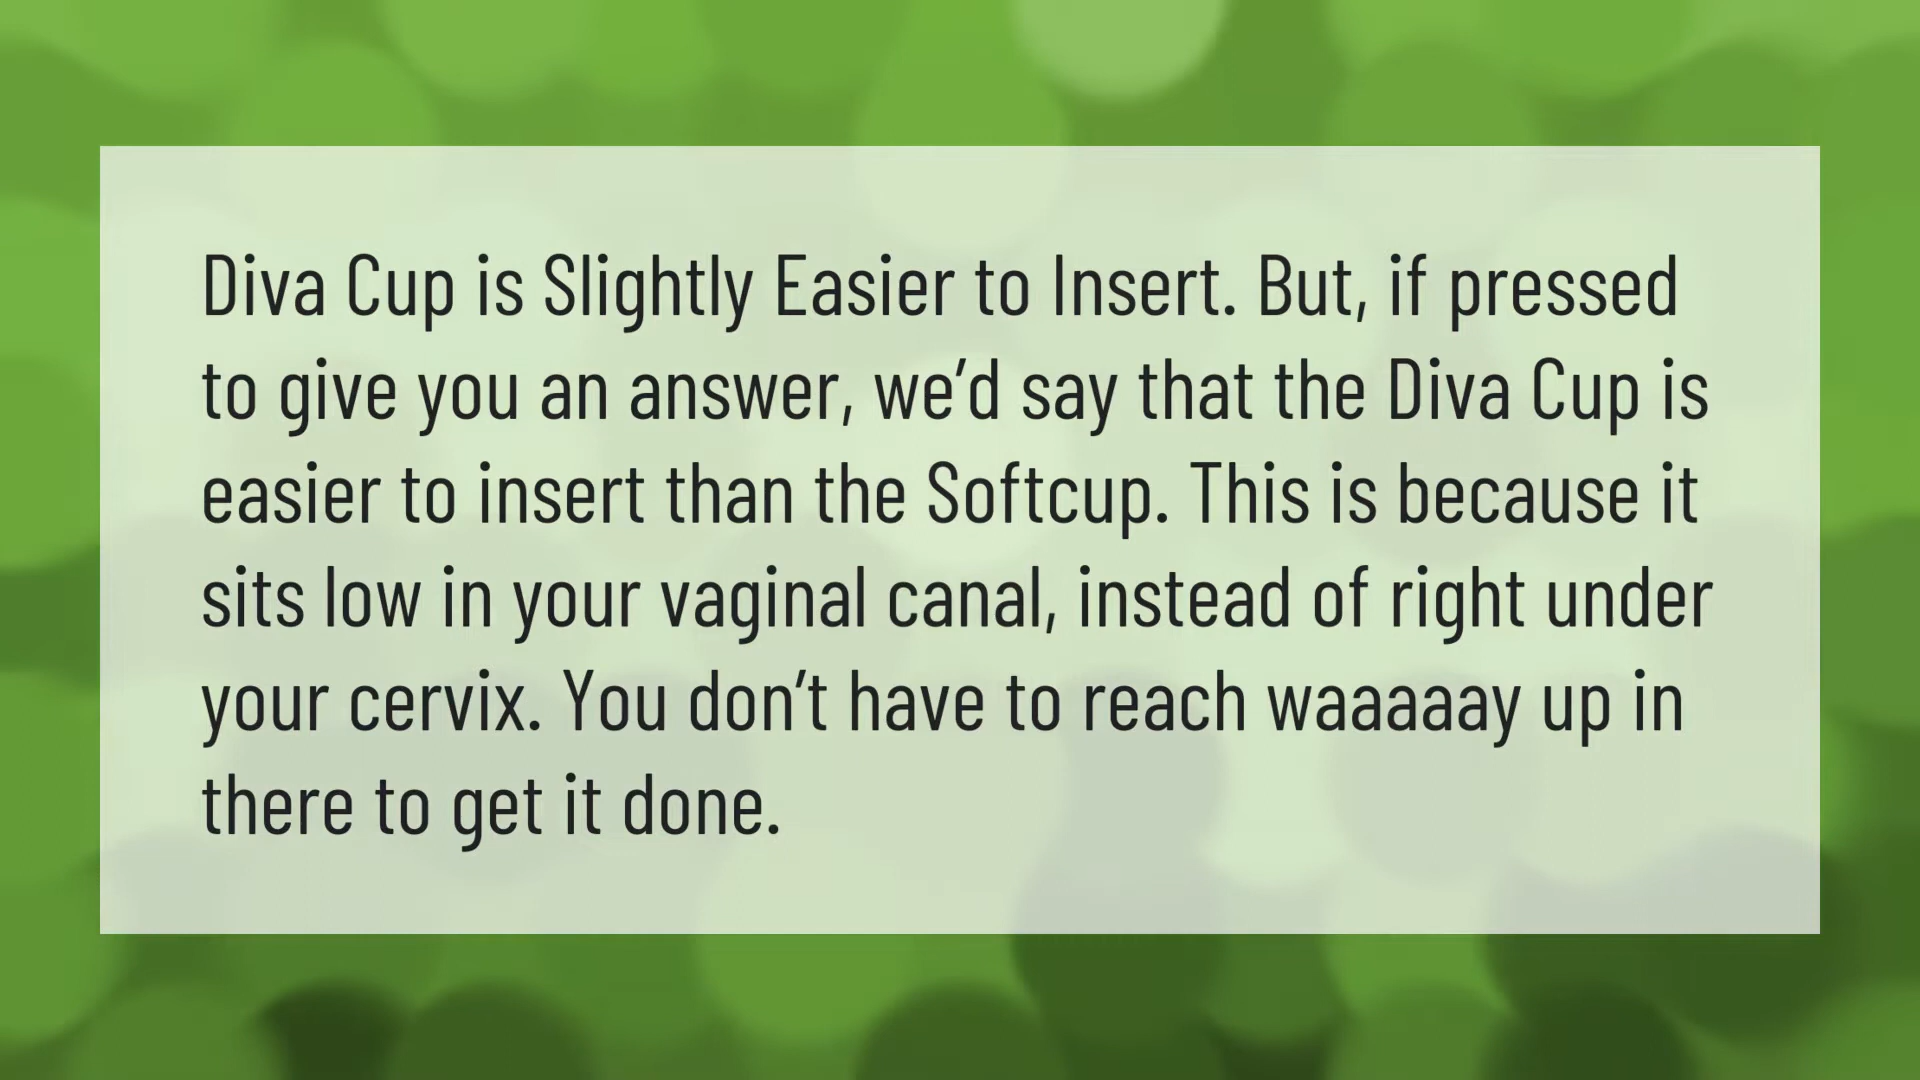 Diva Cup is Slightly Easier to Insert. But, if pressed
to give you an answer, we’d say that the Diva Cup is
easier to insert than the Softcup. This is because it
sits low in your vaginal canal, instead of right under
your cervix. You don’t have to reach waaaaay up in
there to get it done.